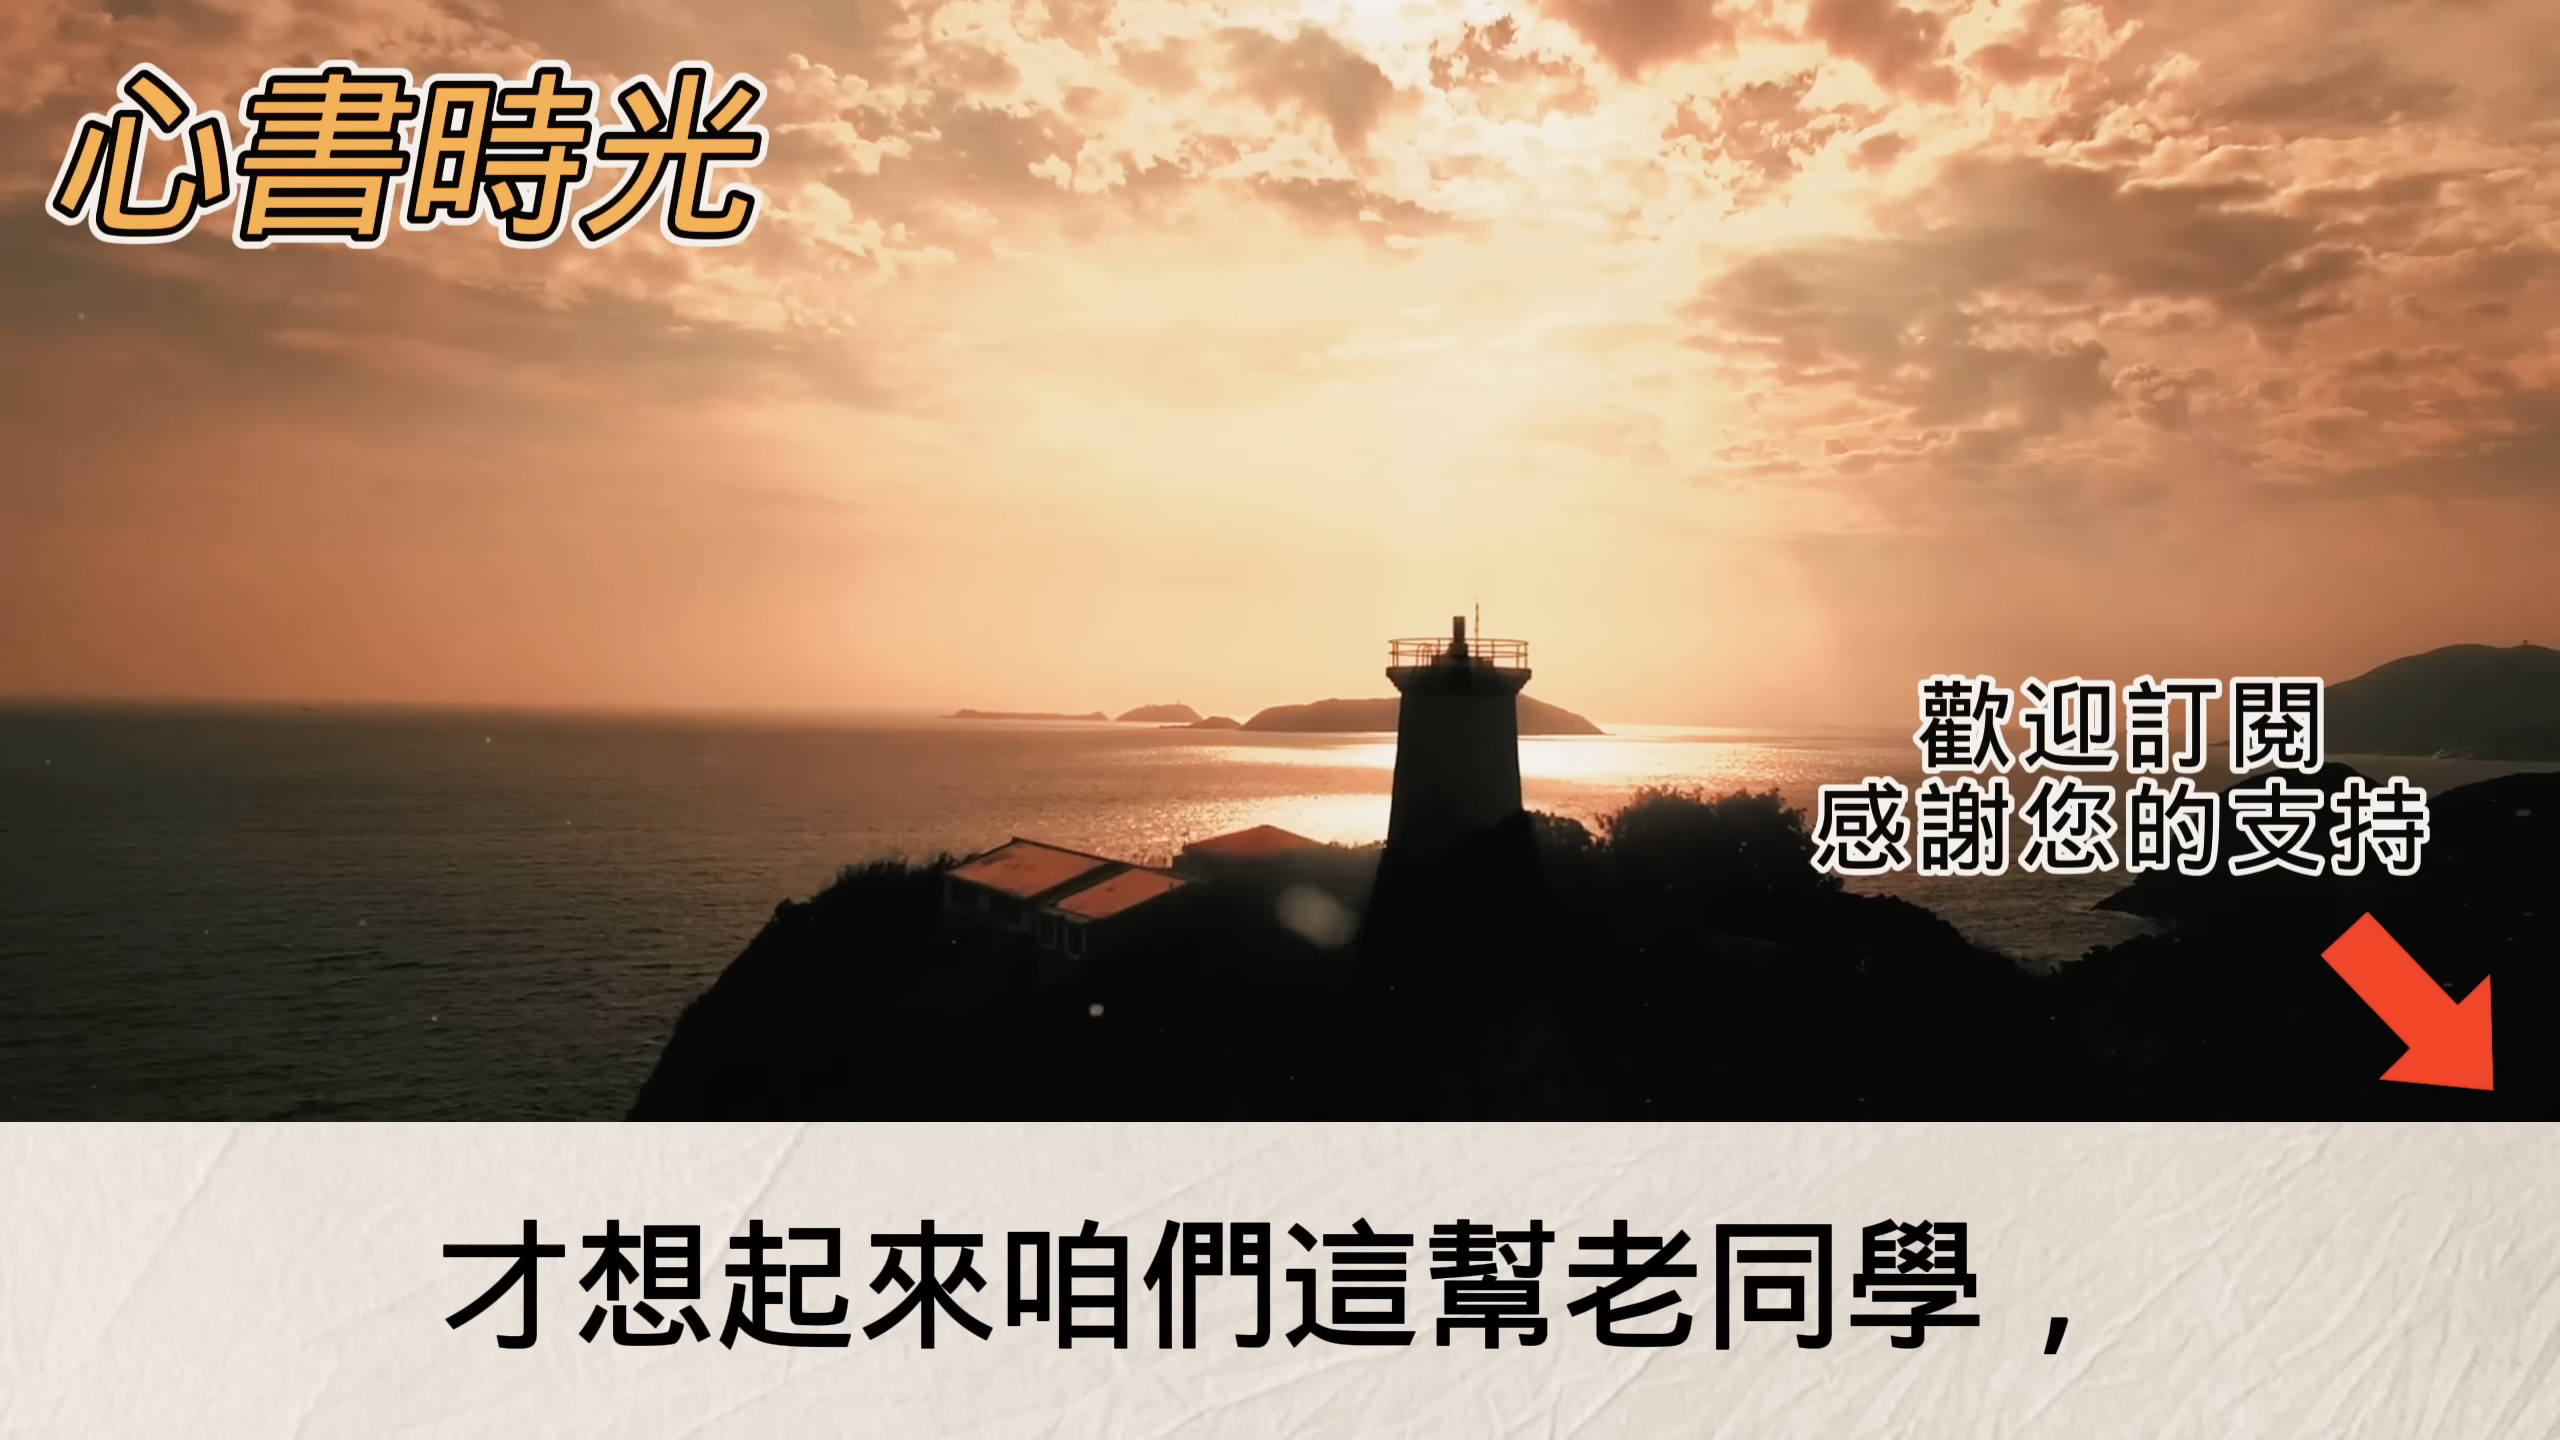 心書時光
歡迎訂閱
感謝您的支持
才想起來咱們這幫老同學，